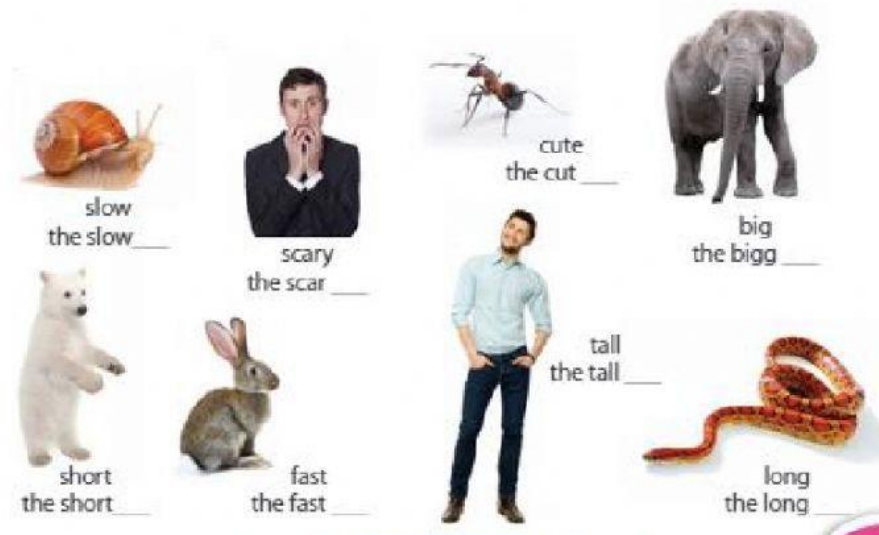 slow
the slow___
scary
the scar ___
cute
the cut ___
big
the bigg ___
short
the short___
fast
the fast ___
tall
the tall ___
long
the long ___